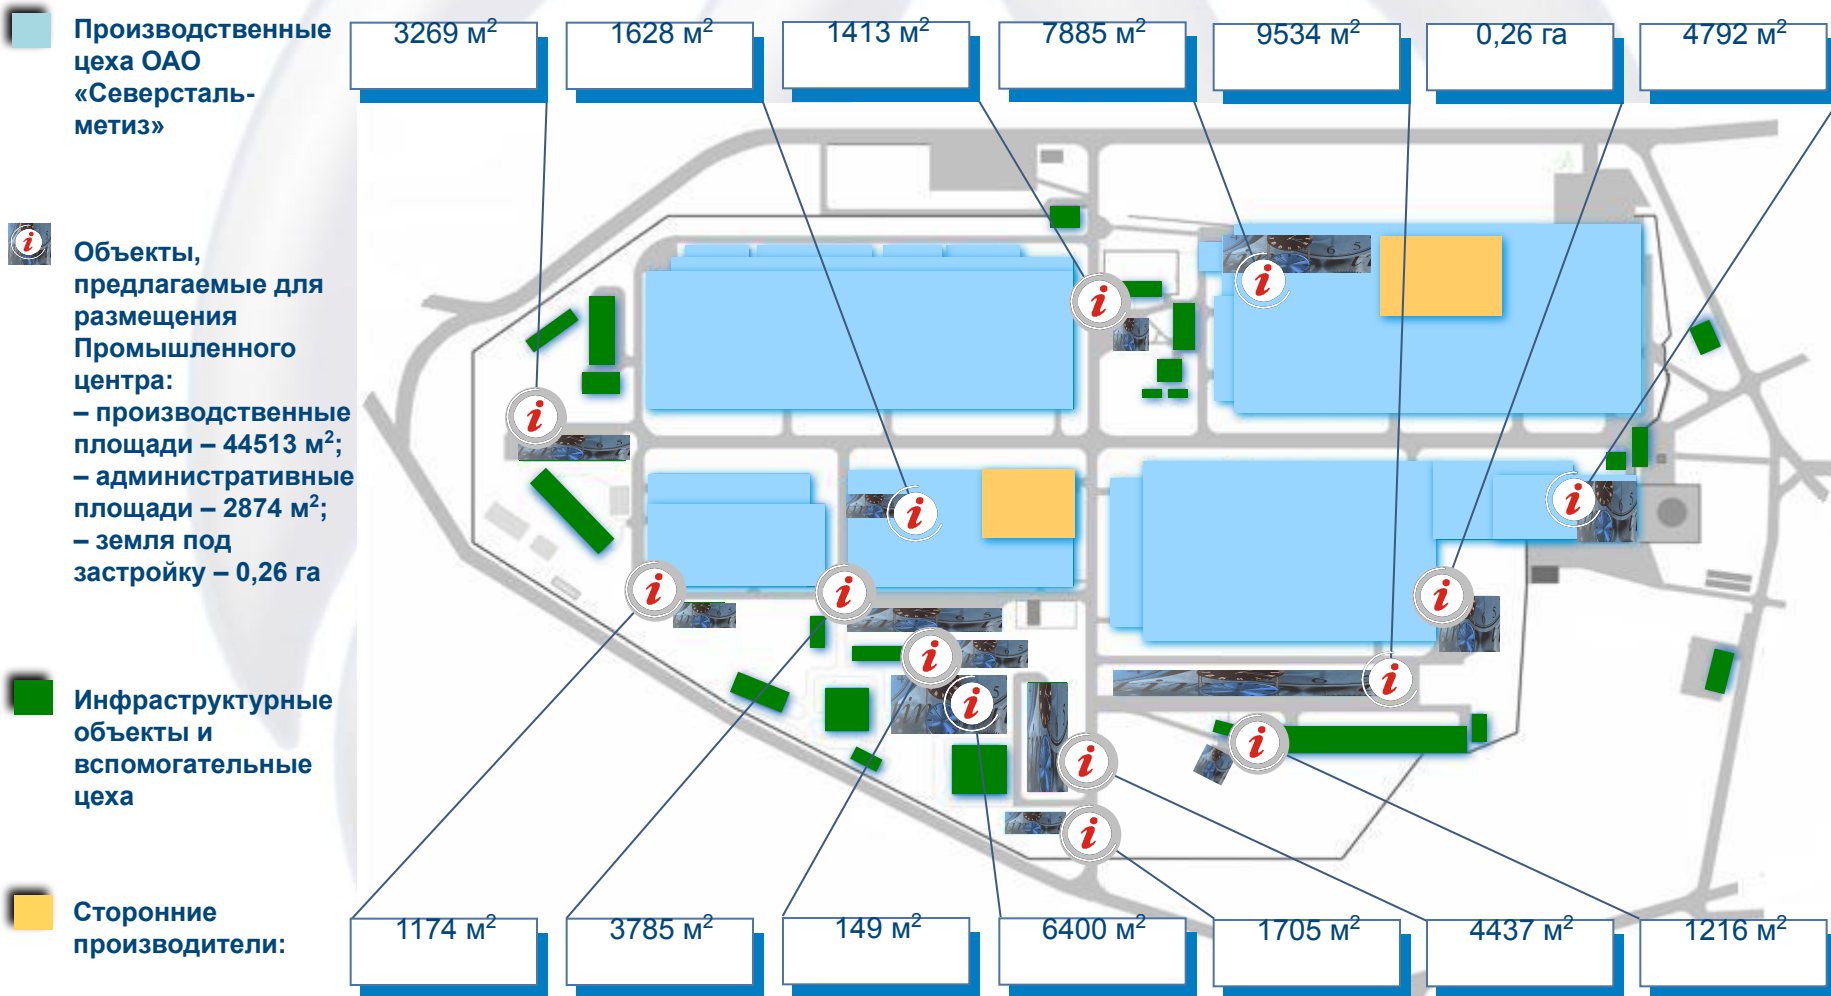 Производственные
цеха ОАО
«Северсталь-
метиз»
Объекты,
предлагаемые для
размещения
Промышленного
центра:
– производственные
площади – 44513 м²;
– административные
площади – 2874 м²;
– земля под
застройку – 0,26 га
Инфраструктурные
объекты и
вспомогательные
цеха
Сторонние
производители:
3269 м²
1628 м²
1413 м²
7885 м²
9534 м²
0,26 га
4792 м²
1174 м²
3785 м²
149 м²
6400 м²
1705 м²
4437 м²
1216 м²